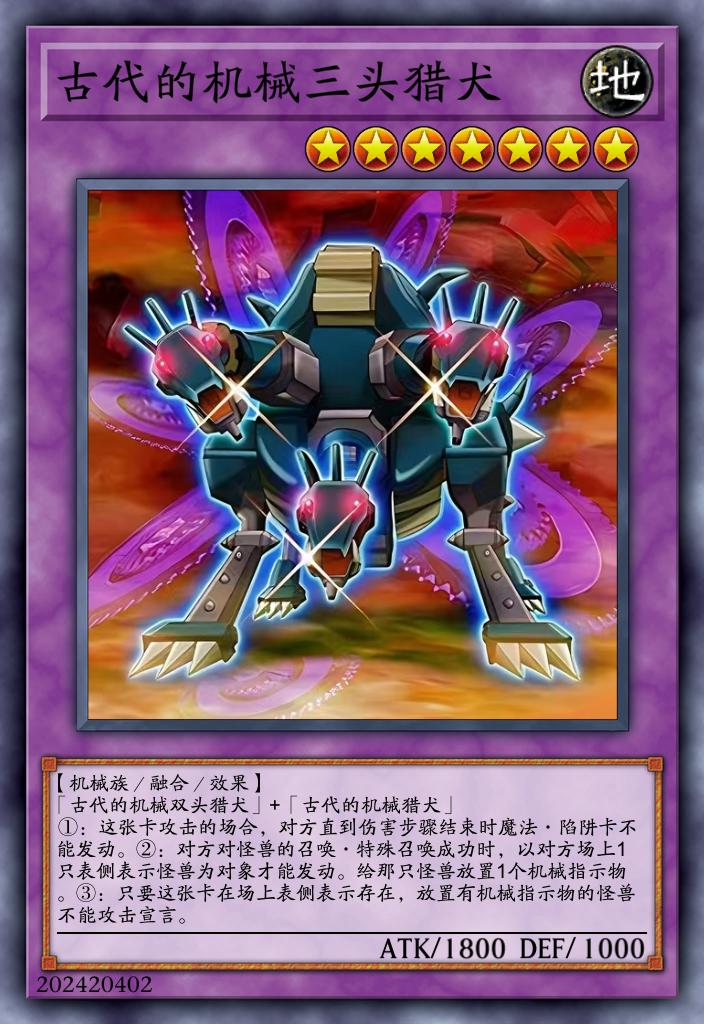 古代的机械三头猎犬
地
【机械族／融合／效果】
「古代的机械双头猎犬」+「古代的机械猎犬」
①：这张卡攻击的场合，对方直到伤害步骤结束时魔法·陷阱卡不
能发动。②：对方对怪兽的召唤·特殊召唤成功时，以对方场上1
只表侧表示怪兽为对象才能发动。给那只怪兽放置1个机械指示物
。③：只要这张卡在场上表侧表示存在，放置有机械指示物的怪兽
不能攻击宣言。
ATK/1800 DEF/1000
202420402